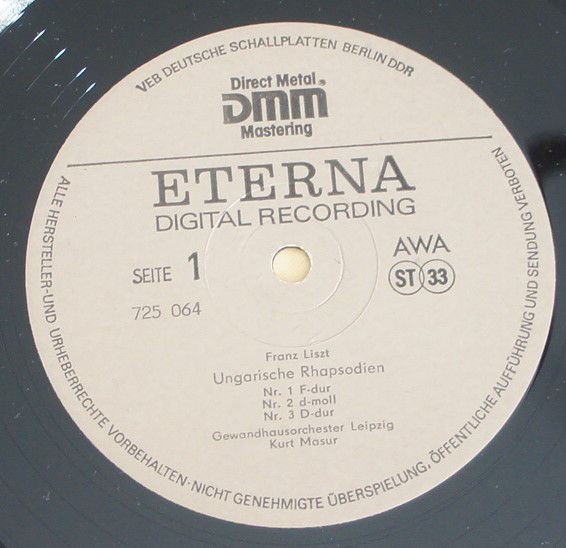 VEB DEUTSCHE SCHALLPLATTEN BERLIN DDR
Direct Metal
DMM
Mastering
ETERNA
DIGITAL RECORDING
SEITE 1
AWA
725 064
ST 33
Franz Liszt
Ungarische Rhapsodien
Nr. 1 F-dur
Nr. 2 d-moll
Nr. 3 D-dur
Gewandhausorchester Leipzig
Kurt Masur
ALLE HERSTELLER-UND URHEBERRECHTE VORBEHALTEN·NICHT GENEHMIGTE ÜBERSPIELUNG, ÖFFENTLICHE AUFFÜHRUNG UND SENDUNG VERBOTEN